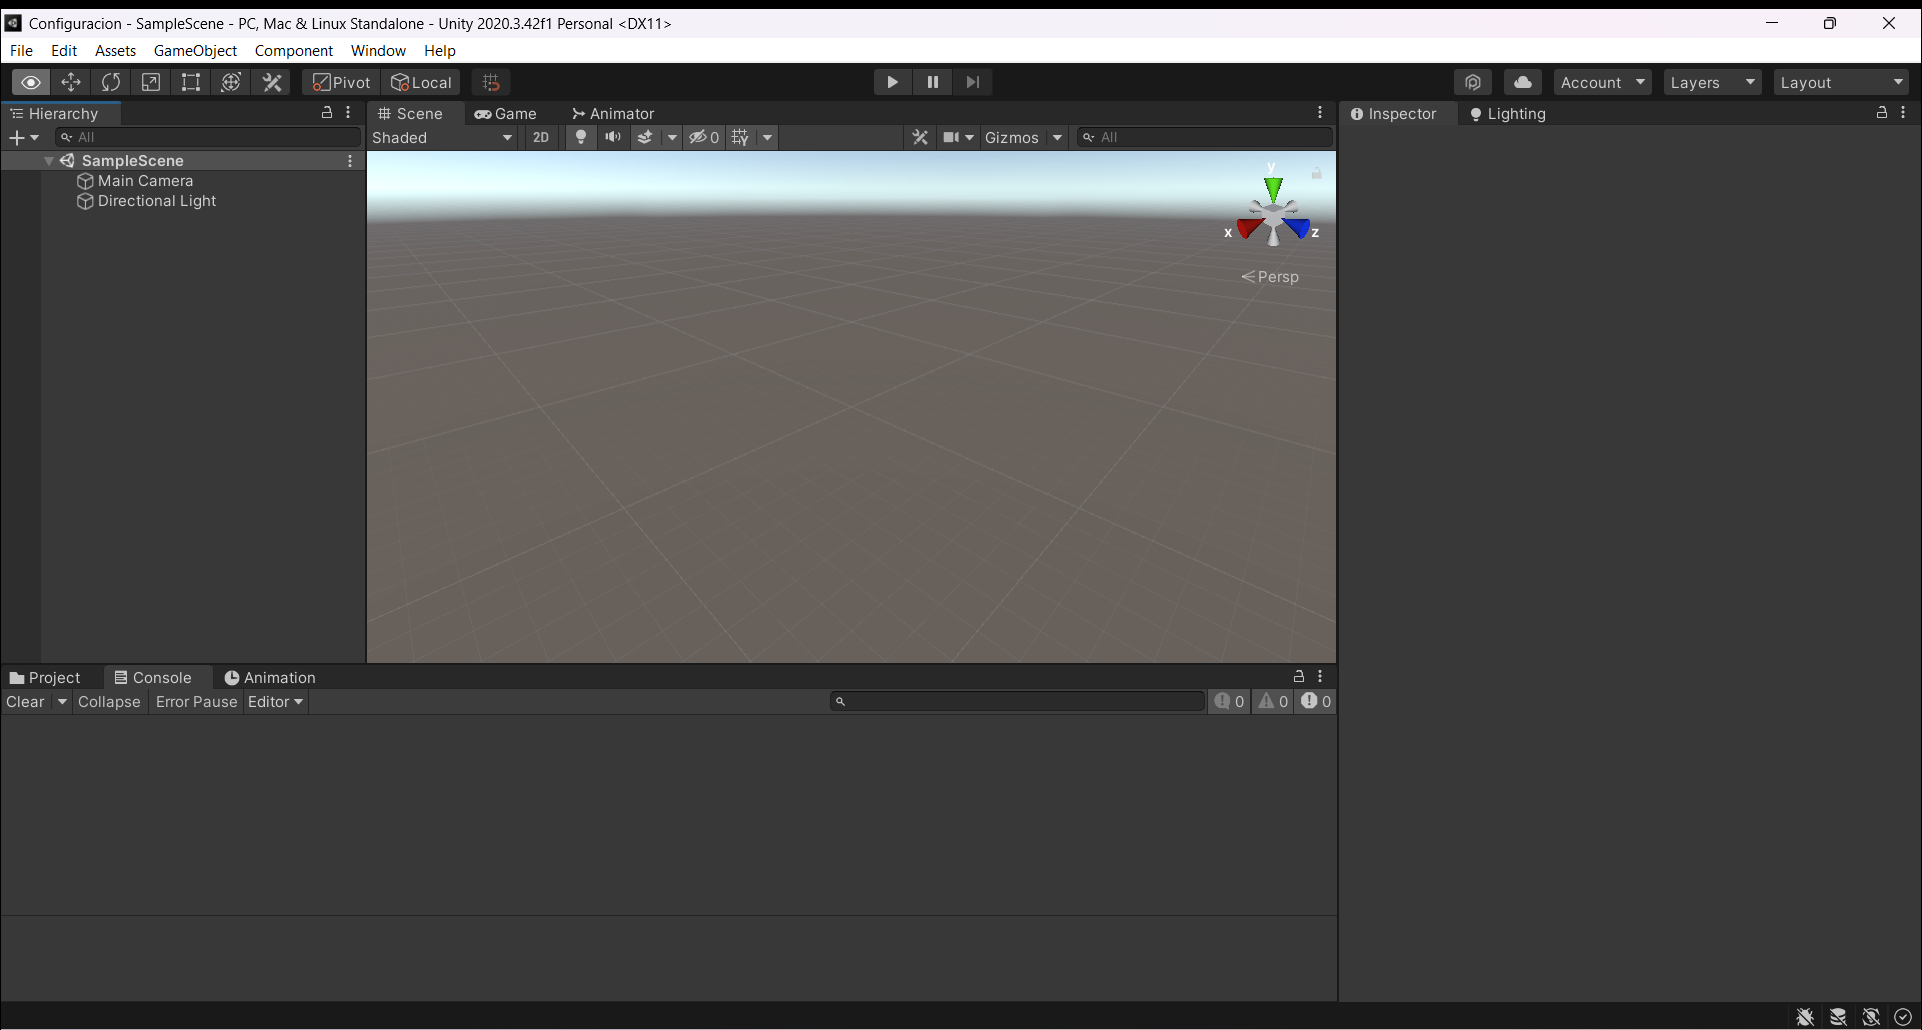 Configuracion - SampleScene - PC, Mac & Linux Standalone - Unity 2020.3.42f1 Personal <DX11>
File Edit Assets GameObject Component Window Help
Pivot Local Account Layers Layout
Hierarchy Scene Game Animator Inspector Lighting
All Shaded 2D 0 Gizmos All
SampleScene
Main Camera
Directional Light
y
x z
Persp
Project Console Animation
Clear Collapse Error Pause Editor 0 0 0